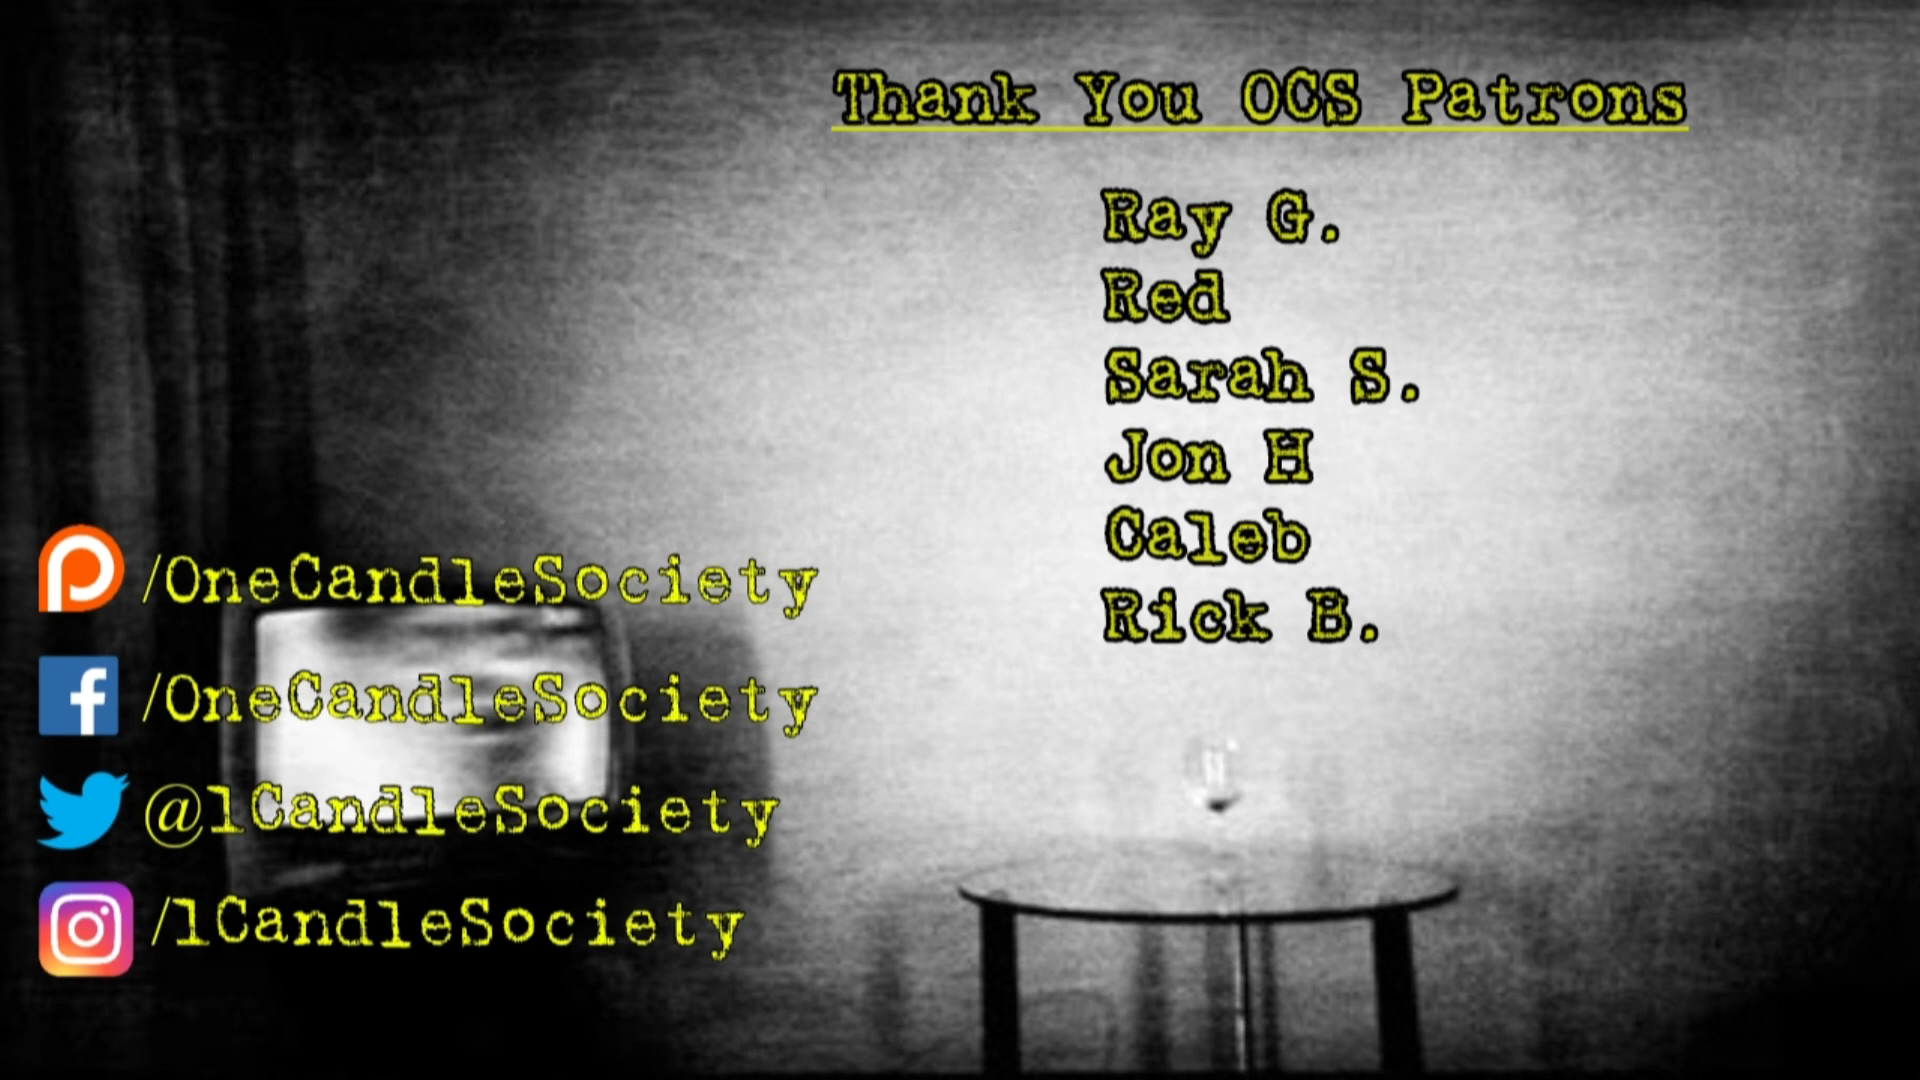 Thank You OCS Patrons
Ray G.
Red
Sarah S.
Jon H
Caleb
Rick B.
/OneCandleSociety
/OneCandleSociety
@1CandleSociety
/1CandleSociety